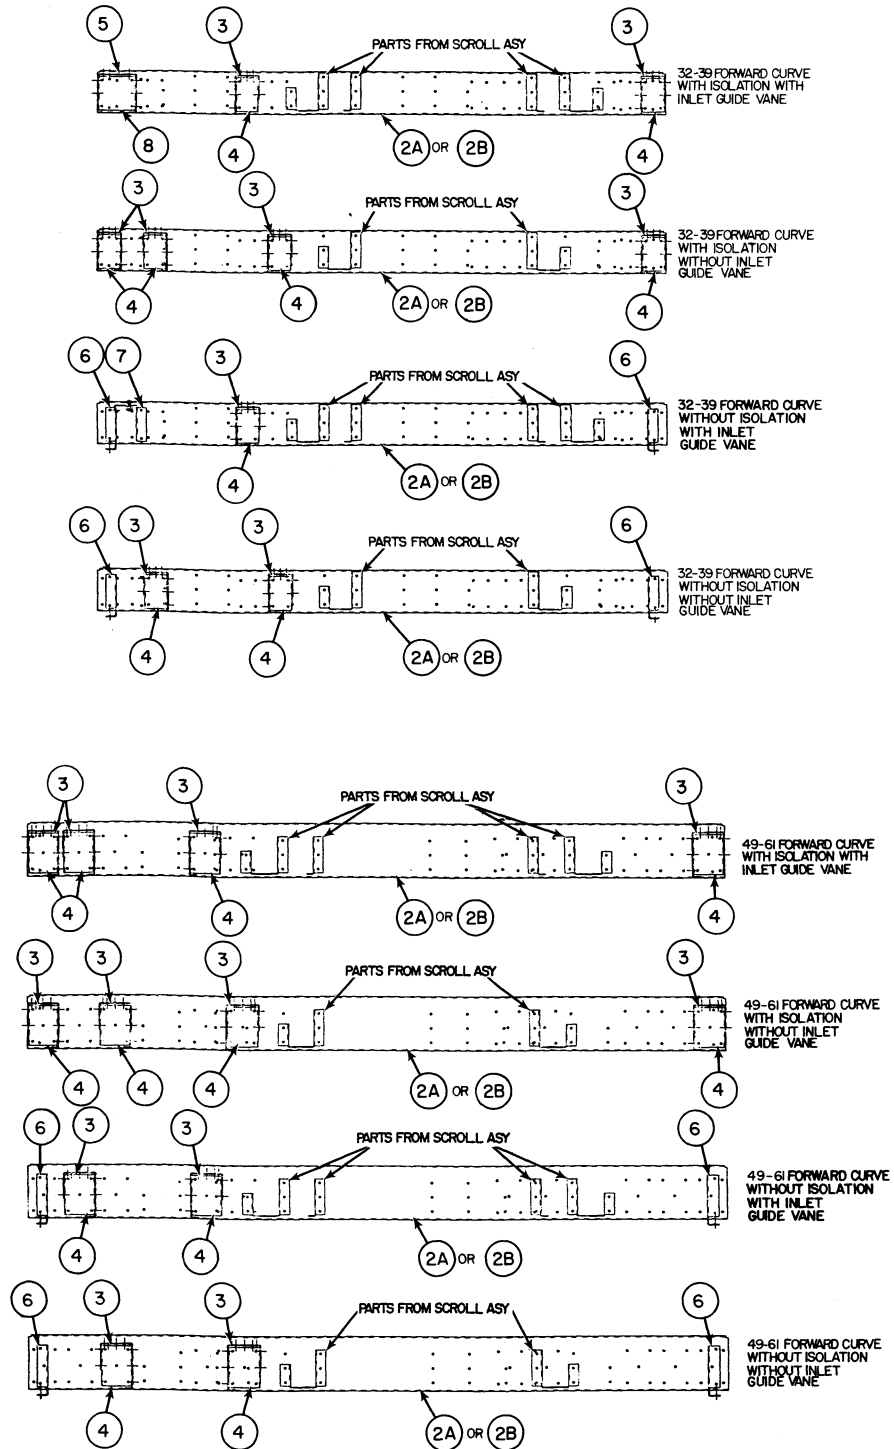 5 3 3
PARTS FROM SCROLL ASY
32-39 FORWARD CURVE
WITH ISOLATION WITH
INLET GUIDE VANE
8 4 2A OR 2B 4
3 3 3
PARTS FROM SCROLL ASY
32-39 FORWARD CURVE
WITH ISOLATION
WITHOUT INLET
GUIDE VANE
4 4 2A OR 2B 4
6 7 3 6
PARTS FROM SCROLL ASY
32-39 FORWARD CURVE
WITHOUT ISOLATION
WITH INLET
GUIDE VANE
4 2A OR 2B
6 3 3 6
PARTS FROM SCROLL ASY
32-39 FORWARD CURVE
WITHOUT ISOLATION
WITHOUT INLET
GUIDE VANE
4 4 2A OR 2B
3 3 3
PARTS FROM SCROLL ASY
49-61 FORWARD CURVE
WITH ISOLATION WITH
INLET GUIDE VANE
4 4 2A OR 2B 4
3 3 3 3
PARTS FROM SCROLL ASY
49-61 FORWARD CURVE
WITH ISOLATION
WITHOUT INLET
GUIDE VANE
4 4 4 2A OR 2B 4
6 3 3 6
PARTS FROM SCROLL ASY
49-61 FORWARD CURVE
WITHOUT ISOLATION
WITH INLET
GUIDE VANE
4 4 2A OR 2B
6 3 3 6
PARTS FROM SCROLL ASY
49-61 FORWARD CURVE
WITHOUT ISOLATION
WITHOUT INLET
GUIDE VANE
4 4 2A OR 2B